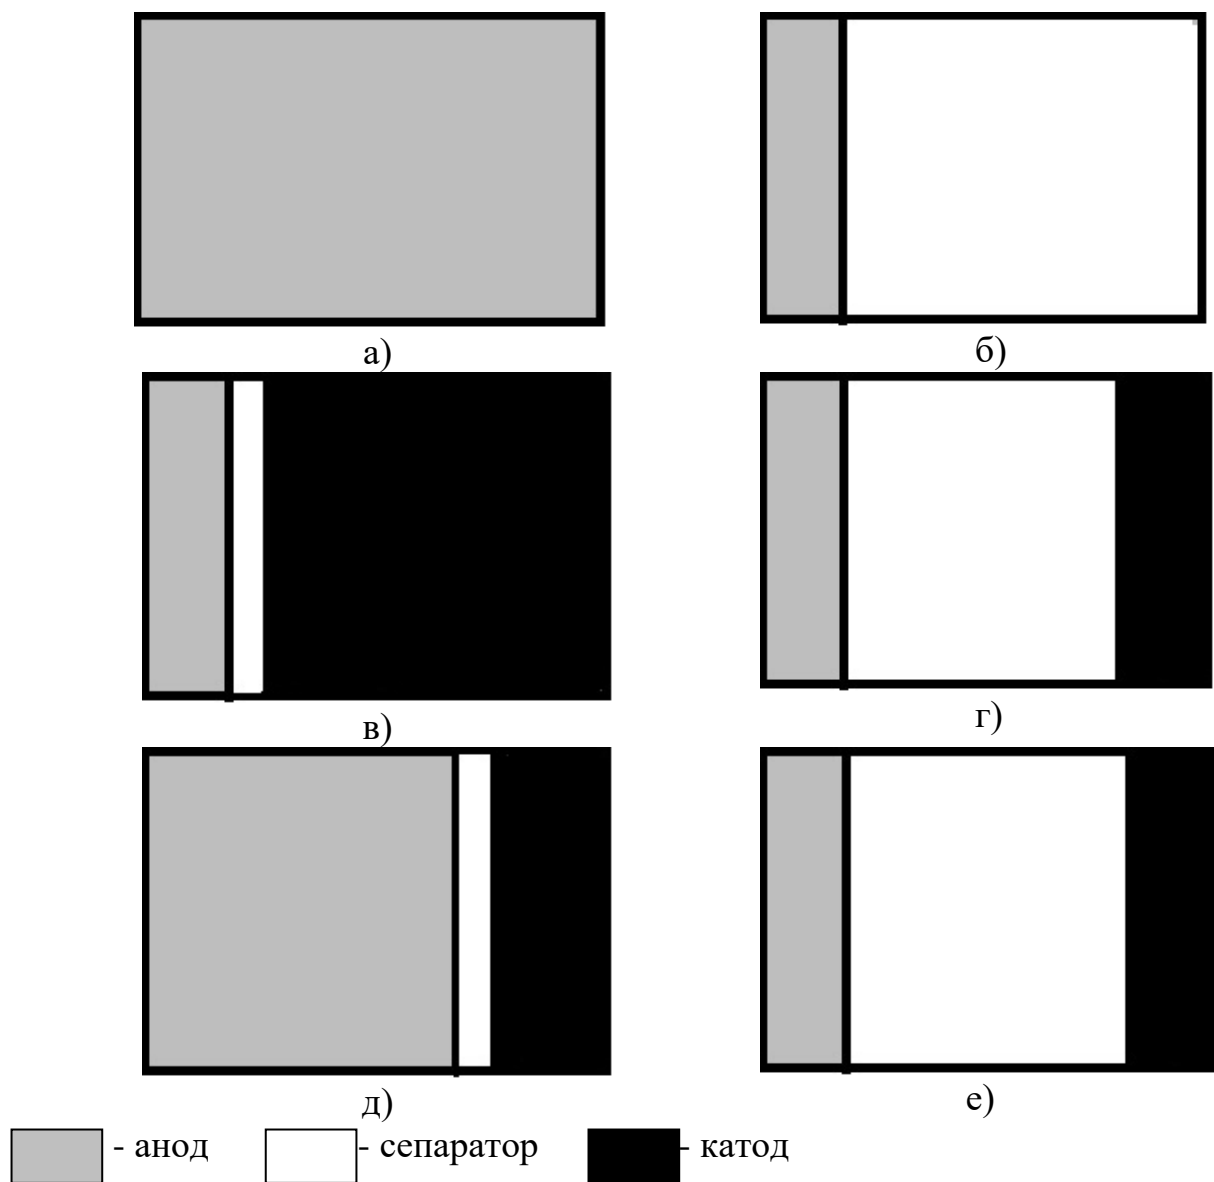 а)
б)
в)
г)
д)
е)
- анод - сепаратор - катод